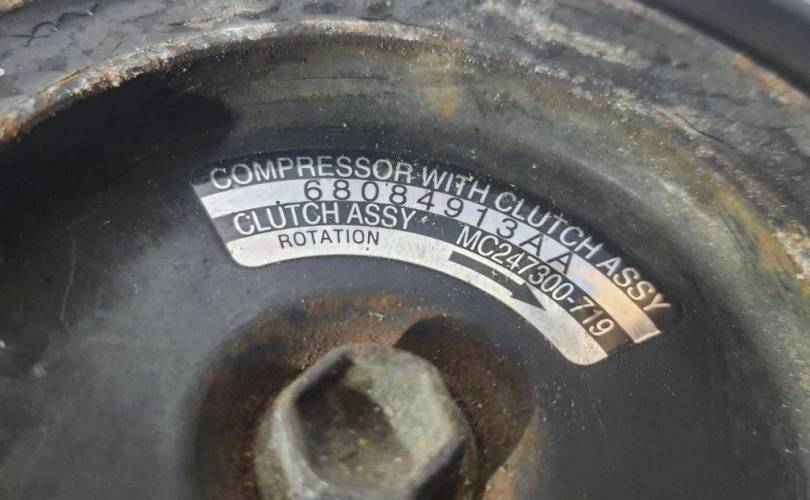 COMPRESSOR WITH CLUTCH ASSY
68084913AA
CLUTCH ASSY MC247300-719
ROTATION